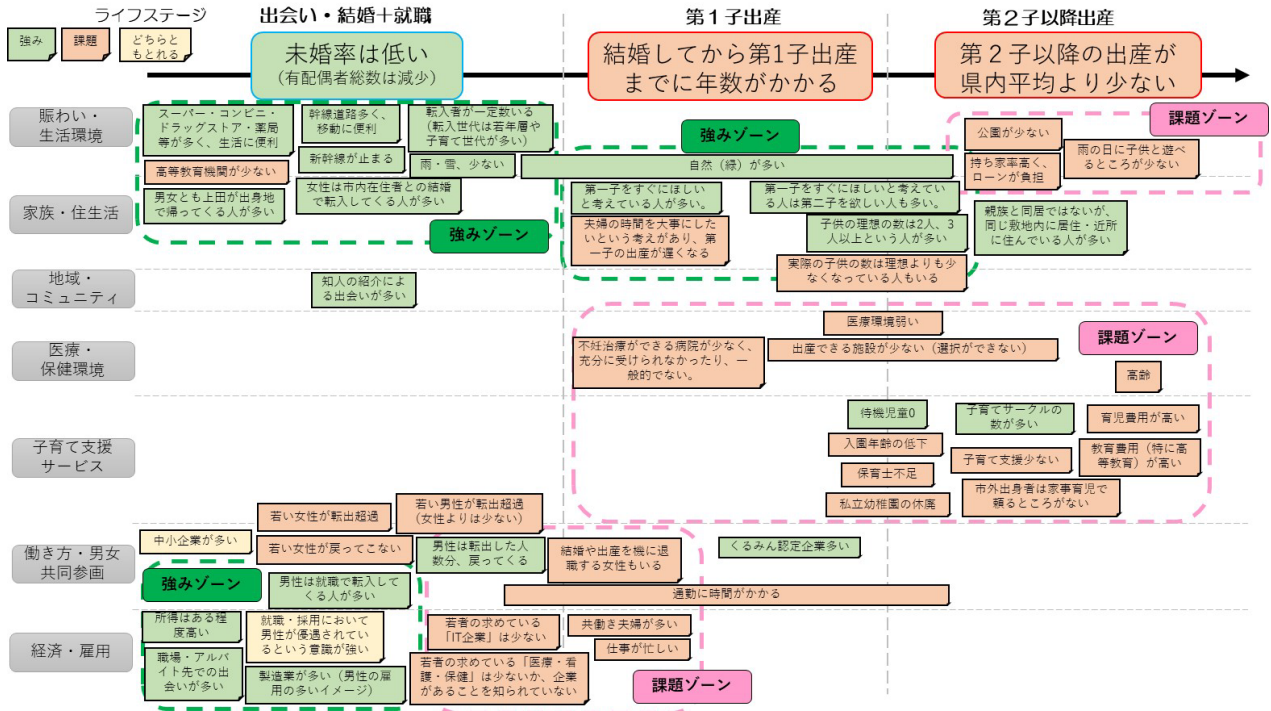 ライフステージ
出会い・結婚＋就職
第１子出産
第２子以降出産
強み
課題
どちらと
もとれる
未婚率は低い
(有配偶者総数は減少)
結婚してから第1子出産
までに年数がかかる
第２子以降の出産が
県内平均より少ない
賑わい・
生活環境
スーパー・コンビニ・
ドラッグストア・薬局
等が多く、生活に便利
幹線道路多く、
移動に便利
転入者が一定数いる
(転入世代は若年層や
子育て世代が多い)
高等教育機関が少ない
新幹線が止まる
雨・雪、少ない
強みゾーン
自然（緑）が多い
課題ゾーン
公園が少ない
雨の日に子供と遊べ
るところが少ない
持ち家率高く、
ローンが負担
家族・住生活
男女とも上田が出身地
で帰ってくる人が多い
女性は市内在住者との結婚
で転入してくる人が多い
強みゾーン
第一子をすぐにほしい
と考えている人が多い。
第一子をすぐにほしいと考えてい
る人は第二子を欲しい人も多い。
夫婦の時間を大事にした
いという考えがあり、第
一子の出産が遅くなる
子供の理想の数は2人、3
人以上という人が多い
親族と同居ではないが、
同じ敷地内に居住・近所
に住んでいる人が多い
実際の子供の数は理想よりも少
なくなっている人もいる
地域・
コミュニティ
知人の紹介によ
る出会いが多い
医療・
保健環境
医療環境弱い
課題ゾーン
不妊治療ができる病院が少なく、
充分に受けられなかったり、一
般的でない。
出産できる施設が少ない（選択ができない）
高齢
子育て支援
サービス
待機児童0
子育てサークルの
数が多い
育児費用が高い
入園年齢の低下
子育て支援少ない
教育費用（特に高
等教育）が高い
保育士不足
私立幼稚園の休廃
市外出身者は家事育児で
頼るところがない
働き方・男女
共同参画
若い女性が転出超過
若い男性が転出超過
(女性よりは少ない)
中小企業が多い
若い女性が戻ってこない
男性は転出した人
数分、戻ってくる
結婚や出産を機に退
職する女性もいる
くるみん認定企業多い
強みゾーン
男性は就職で転入して
くる人が多い
通勤に時間がかかる
経済・雇用
所得はある程
度高い
就職・採用において
男性が優遇されてい
るという意識が強い
若者の求めている
「IT企業」は少ない
共働き夫婦が多い
仕事が忙しい
職場・アルバ
イト先での出
会いが多い
製造業が多い（男性の雇
用の多いイメージ）
若者の求めている「医療・看
護・保健」は少ないか、企業
があることを知られていない
課題ゾーン